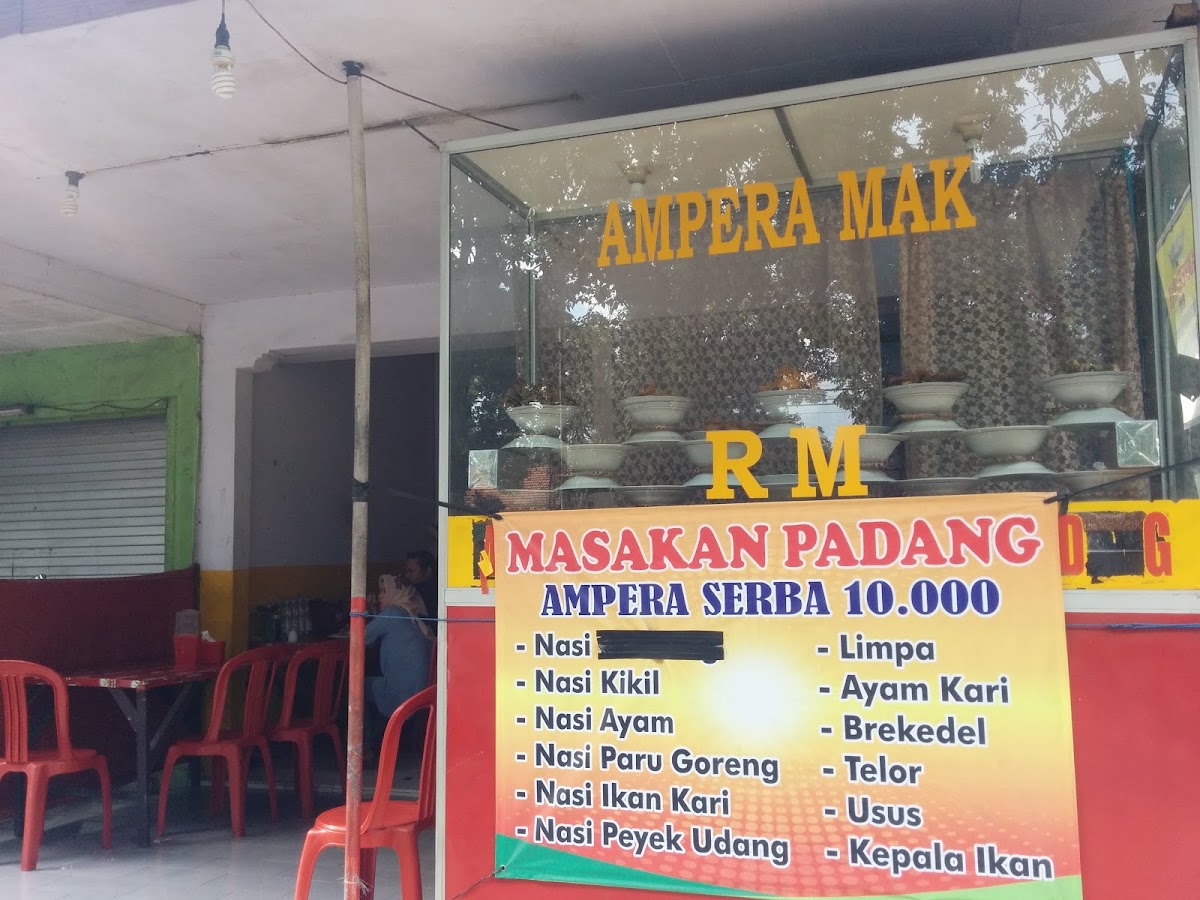 AMPERA MAK
RM
MASAKAN PADANG
AMPERA SERBA 10.000
- Nasi
- Nasi Kikil
- Nasi Ayam
- Nasi Paru Goreng
- Nasi Ikan Kari
- Nasi Peyek Udang
- Limpa
- Ayam Kari
- Brekedel
- Telor
- Usus
- Kepala Ikan